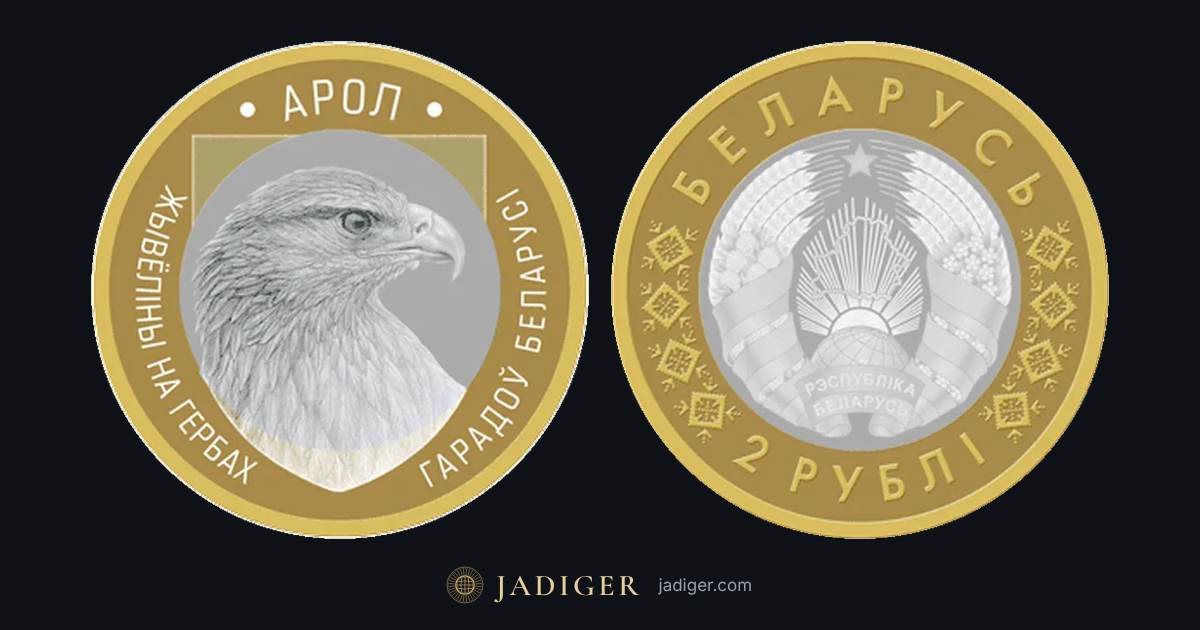 • АРОЛ •
ЖЫВЁЛІНЫ НА ГЕРБАХ
ГАРАДОЎ БЕЛАРУСІ
БЕЛАРУСЬ
РЭСПУБЛІКА
БЕЛАРУСЬ
2 РУБЛІ
JADIGER
jadiger.com